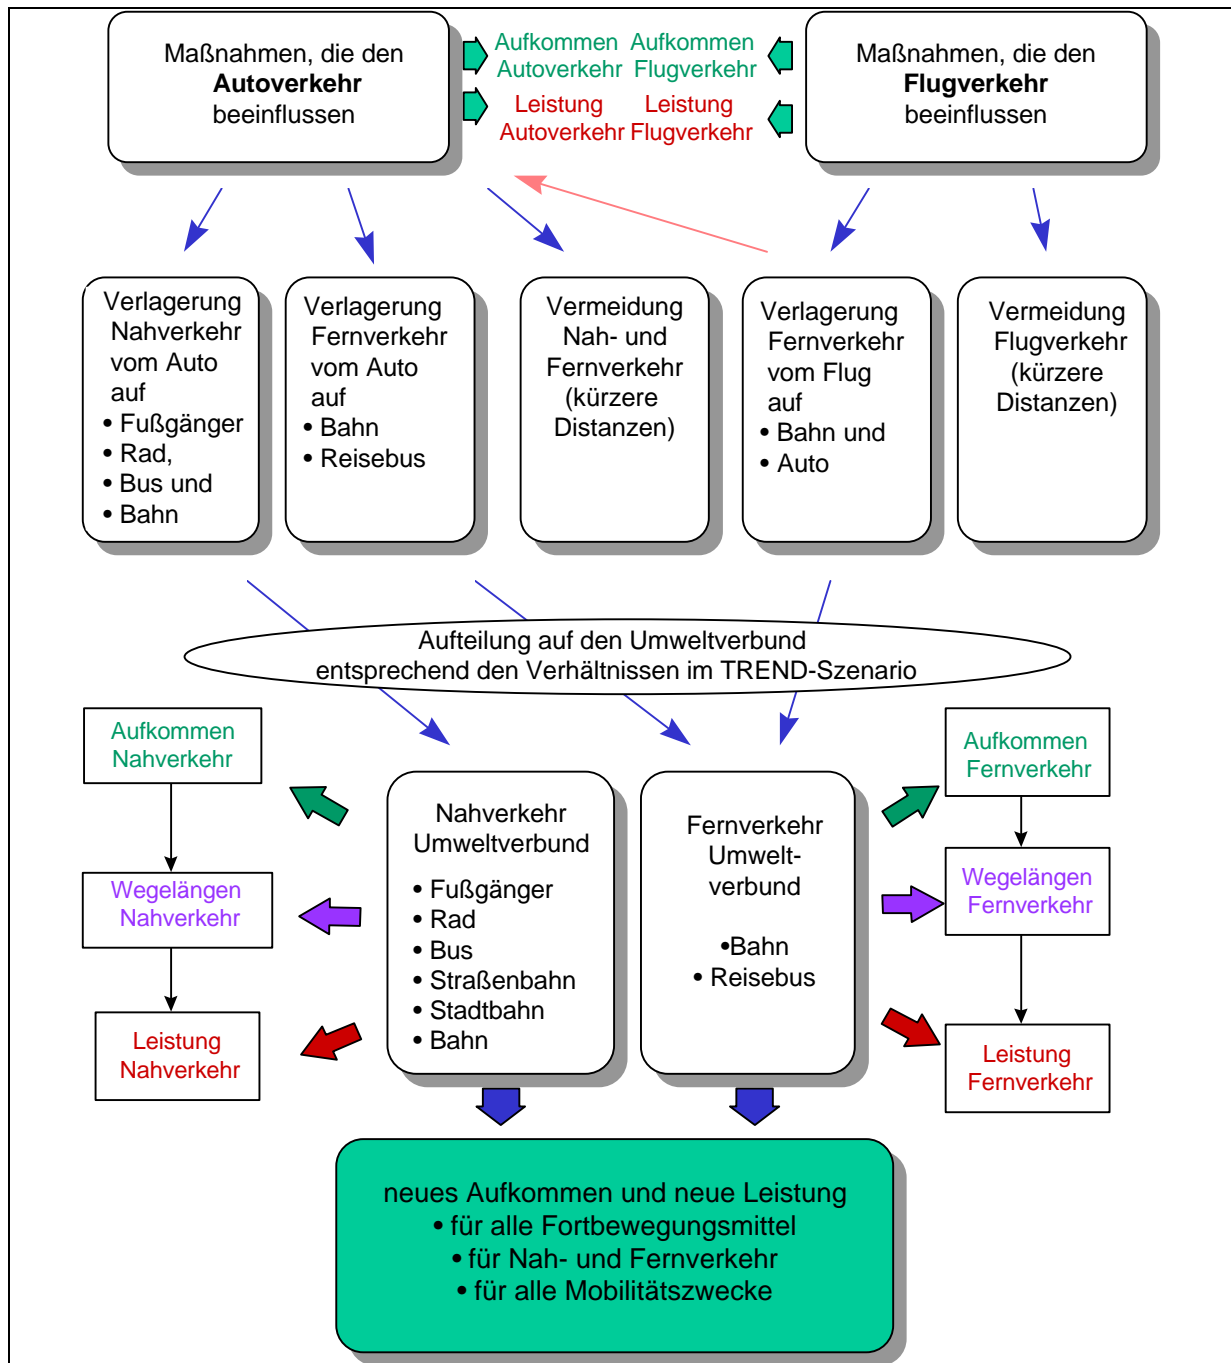 Maßnahmen, die den
Autoverkehr
beeinflussen
Aufkommen
Autoverkehr
Aufkommen
Flugverkehr
Leistung
Autoverkehr
Leistung
Flugverkehr
Maßnahmen, die den
Flugverkehr
beeinflussen
Verlagerung
Nahverkehr
vom Auto
auf
• Fußgänger
• Rad,
• Bus und
• Bahn
Verlagerung
Fernverkehr
vom Auto
auf
• Bahn
• Reisebus
Vermeidung
Nah- und
Fernverkehr
(kürzere
Distanzen)
Verlagerung
Fernverkehr
vom Flug
auf
• Bahn und
• Auto
Vermeidung
Flugverkehr
(kürzere
Distanzen)
Aufteilung auf den Umweltverbund
entsprechend den Verhältnissen im TREND-Szenario
Aufkommen
Nahverkehr
Wegelängen
Nahverkehr
Leistung
Nahverkehr
Nahverkehr
Umweltverbund
• Fußgänger
• Rad
• Bus
• Straßenbahn
• Stadtbahn
• Bahn
Fernverkehr
Umwelt-
verbund
•Bahn
• Reisebus
Aufkommen
Fernverkehr
Wegelängen
Fernverkehr
Leistung
Fernverkehr
neues Aufkommen und neue Leistung
• für alle Fortbewegungsmittel
• für Nah- und Fernverkehr
• für alle Mobilitätszwecke